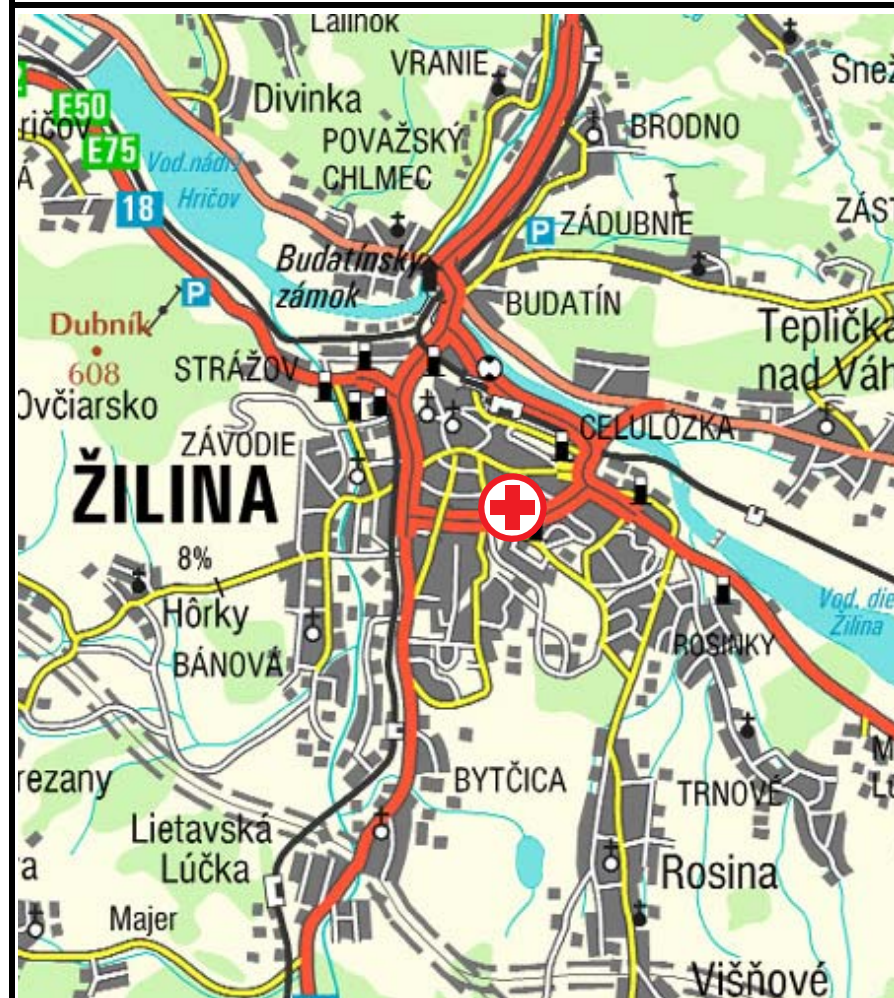 Lalinok
VRANIE
Snež
Divinka
E50
ričov
E75
POVAŽSKÝ
CHLMEC
BRODNO
Vod.nádrž
Hričov
18
P
ZÁDUBNIE
ZÁST
Budatínsky
zámok
P
BUDATÍN
Dubník
608
Teplička
nad Váh
STRÁŽOV
Ovčiarsko
CELULÓZKA
ZÁVODIE
ŽILINA
8%
Hôrky
Vod. die
Žilina
ROSINKY
BÁNOVÁ
rezany
BYTČICA
TRNOVÉ
Lietavská
Lúčka
Rosina
Majer
Višňové